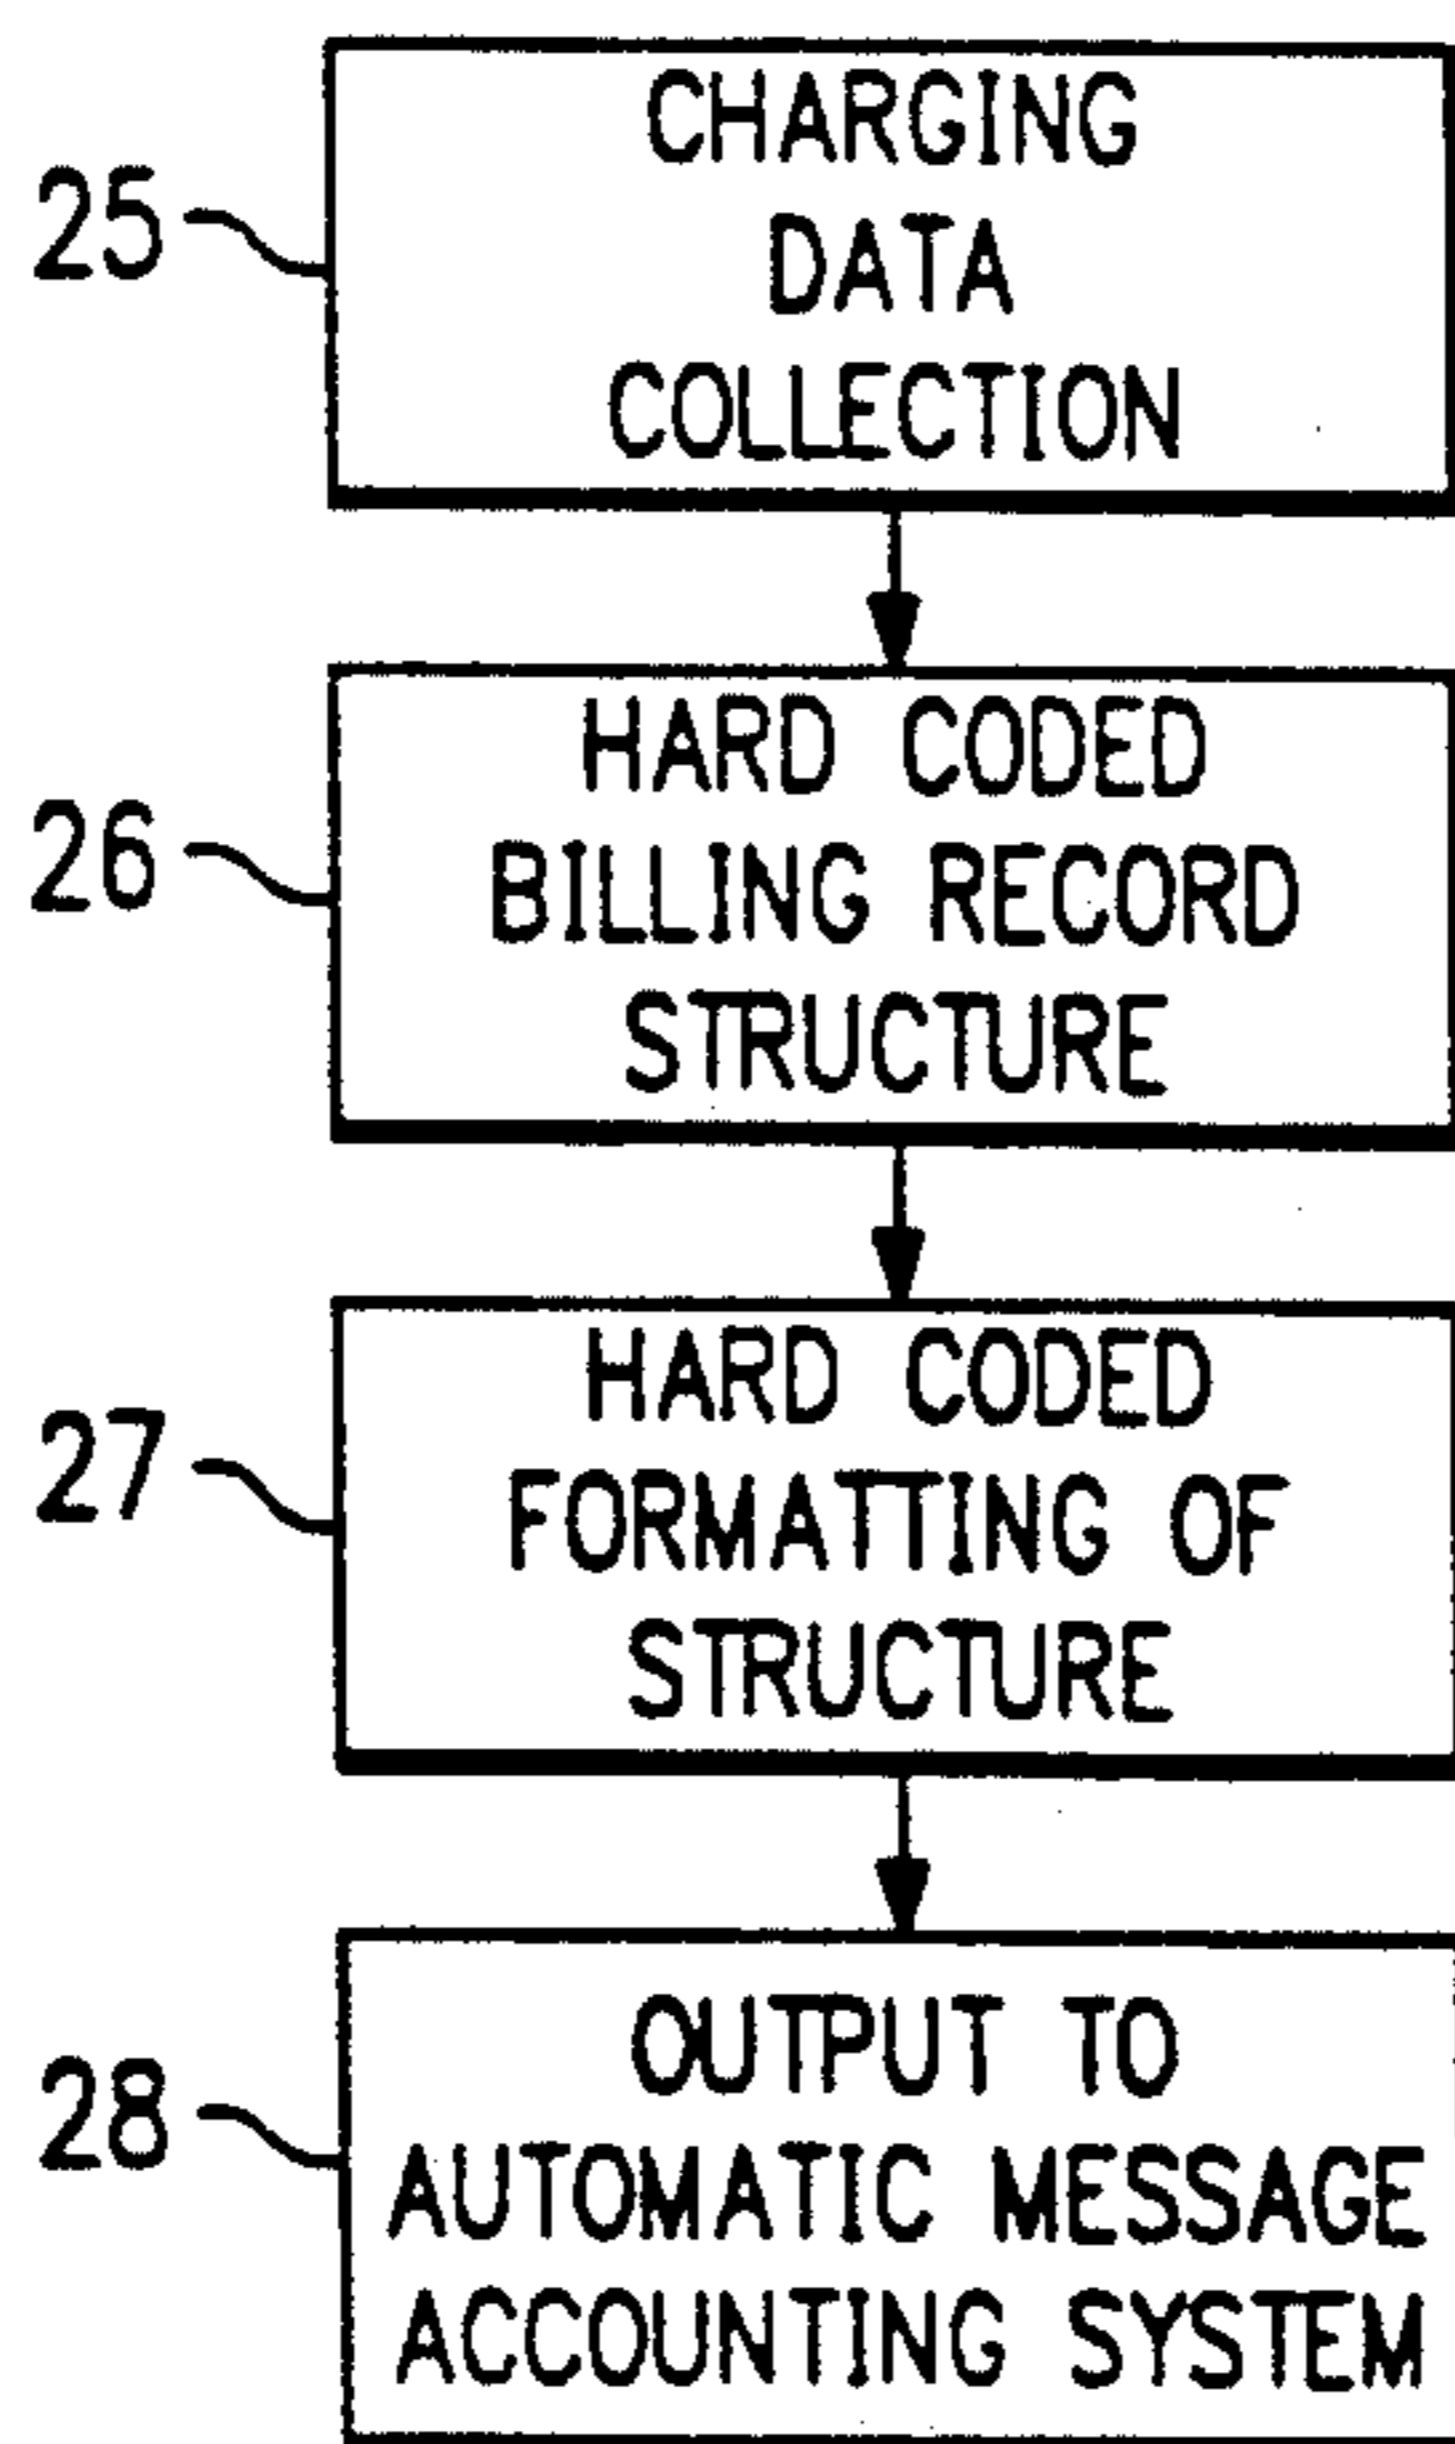 25
CHARGING
DATA
COLLECTION
26
HARD CODED
BILLING RECORD
STRUCTURE
27
HARD CODED
FORMATTING OF
STRUCTURE
28
OUTPUT TO
AUTOMATIC MESSAGE
ACCOUNTING SYSTEM